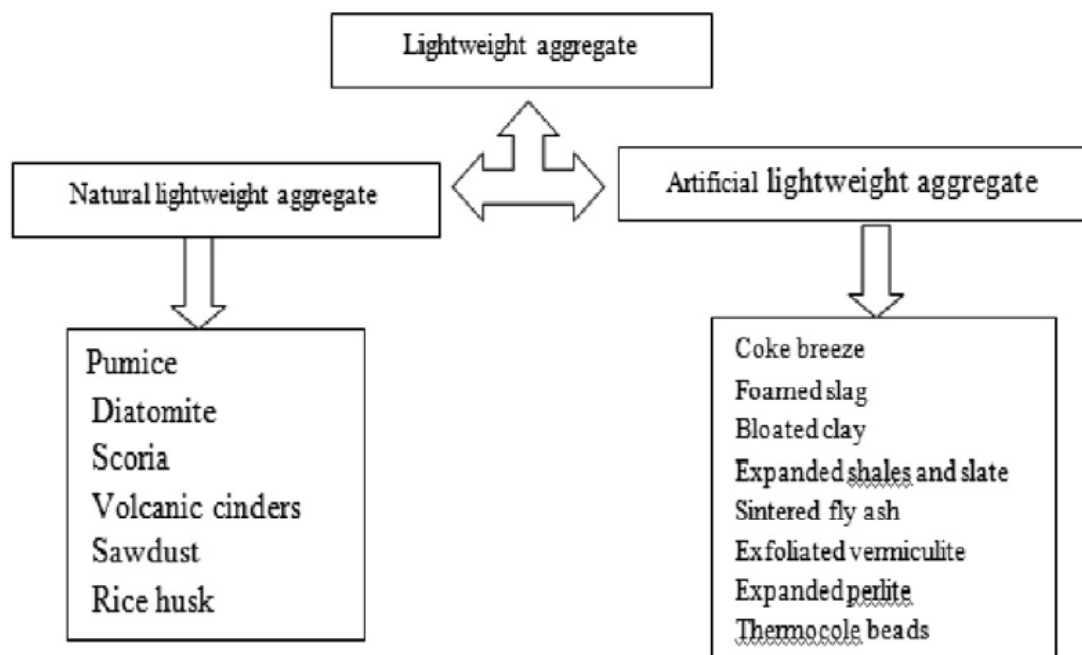 Lightweight aggregate
Natural lightweight aggregate
Artificial lightweight aggregate
Pumice
Diatomite
Scoria
Volcanic cinders
Sawdust
Rice husk
Coke breeze
Foamed slag
Bloated clay
Expanded shales and slate
Sintered fly ash
Exfoliated vermiculite
Expanded perlite
Thermocole beads